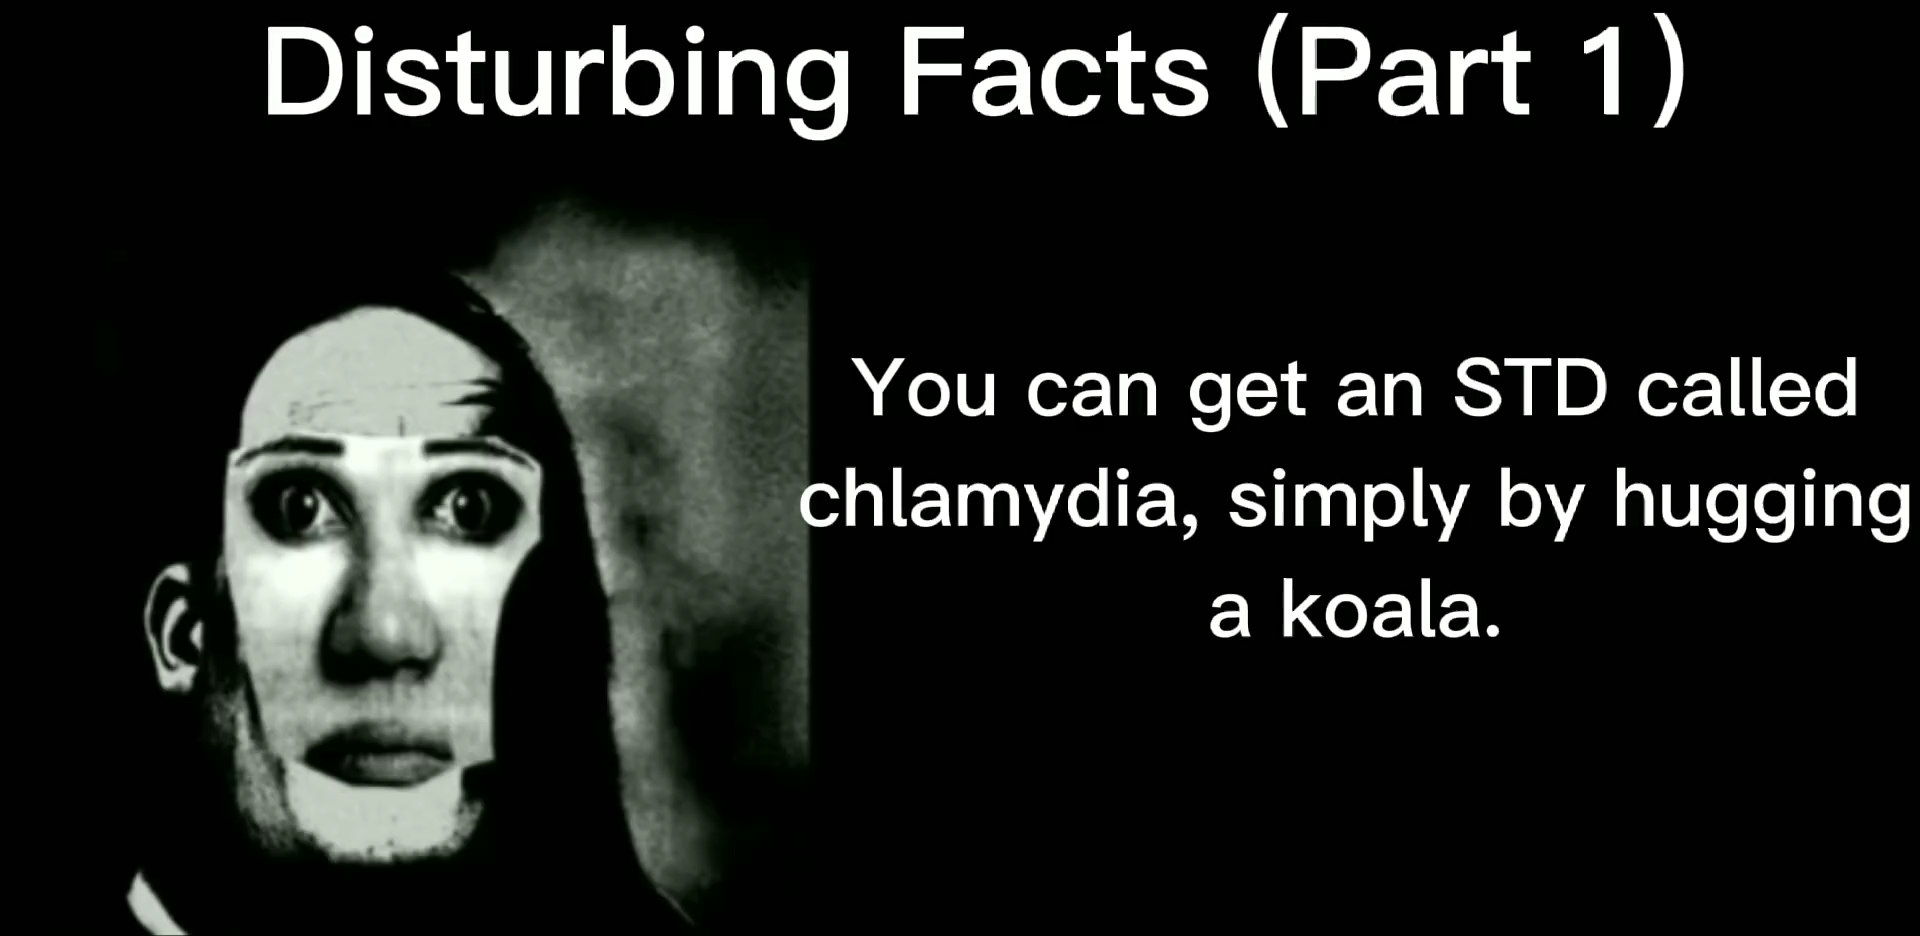 Disturbing Facts (Part 1)
You can get an STD called
chlamydia, simply by hugging
a koala.